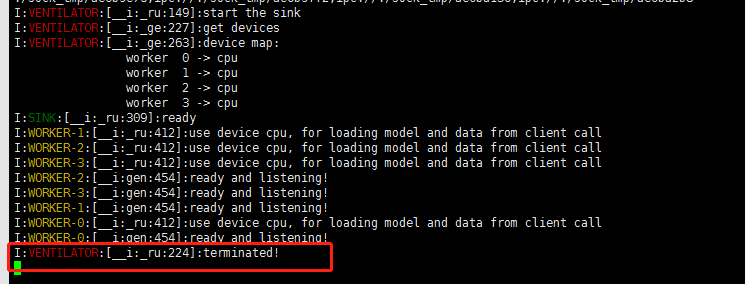 I:VENTILATOR:[__i:_ru:149]:start the sink
I:VENTILATOR:[__i:_ge:227]:get devices
I:VENTILATOR:[__i:_ge:263]:device map:
worker  0 -> cpu
worker  1 -> cpu
worker  2 -> cpu
worker  3 -> cpu
I:SINK:[__i:_ru:309]:ready
I:WORKER-1:[__i:_ru:412]:use device cpu, for loading model and data from client call
I:WORKER-2:[__i:_ru:412]:use device cpu, for loading model and data from client call
I:WORKER-3:[__i:_ru:412]:use device cpu, for loading model and data from client call
I:WORKER-2:[__i:gen:454]:ready and listening!
I:WORKER-3:[__i:gen:454]:ready and listening!
I:WORKER-1:[__i:gen:454]:ready and listening!
I:WORKER-0:[__i:_ru:412]:use device cpu, for loading model and data from client call
I:WORKER-0:[__i:gen:454]:ready and listening!
I:VENTILATOR:[__i:_ru:224]:terminated!